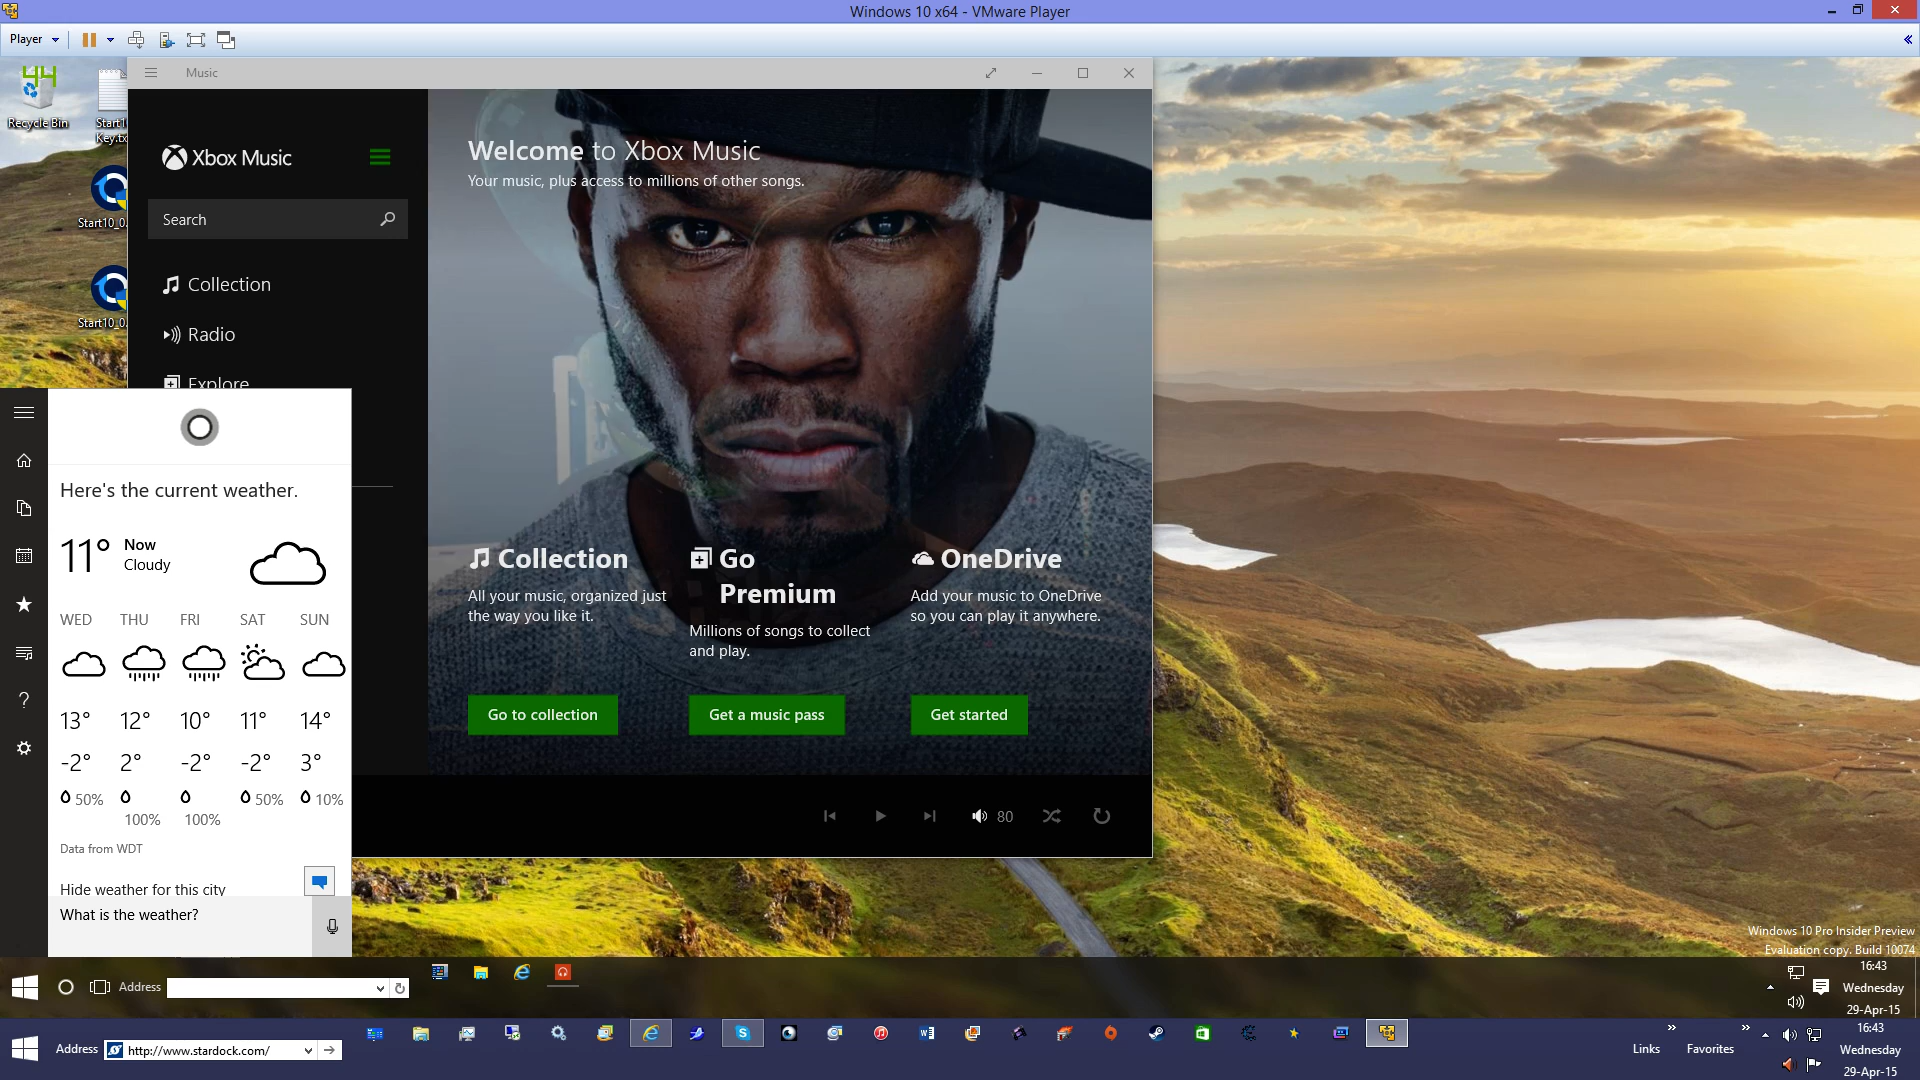 Windows 10 x64 - VMware Player
Player
Recycle Bin
Start1
Key.tx
Start10_0.
Start10_0.
Music
Xbox Music
Search
Collection
Radio
Explore
Welcome to Xbox Music
Your music, plus access to millions of other songs.
Collection
All your music, organized just
the way you like it.
Go to collection
Go
Premium
Millions of songs to collect
and play.
Get a music pass
OneDrive
Add your music to OneDrive
so you can play it anywhere.
Get started
80
Here's the current weather.
11° Now
Cloudy
WED THU FRI SAT SUN
13° 12° 10° 11° 14°
-2° 2° -2° -2° 3°
50% 100% 100% 50% 10%
Data from WDT
Hide weather for this city
What is the weather?
Windows 10 Pro Insider Preview
Evaluation copy. Build 10074
Address
16:43
Wednesday
29-Apr-15
Address http://www.stardock.com/
Links Favorites
16:43
Wednesday
29-Apr-15